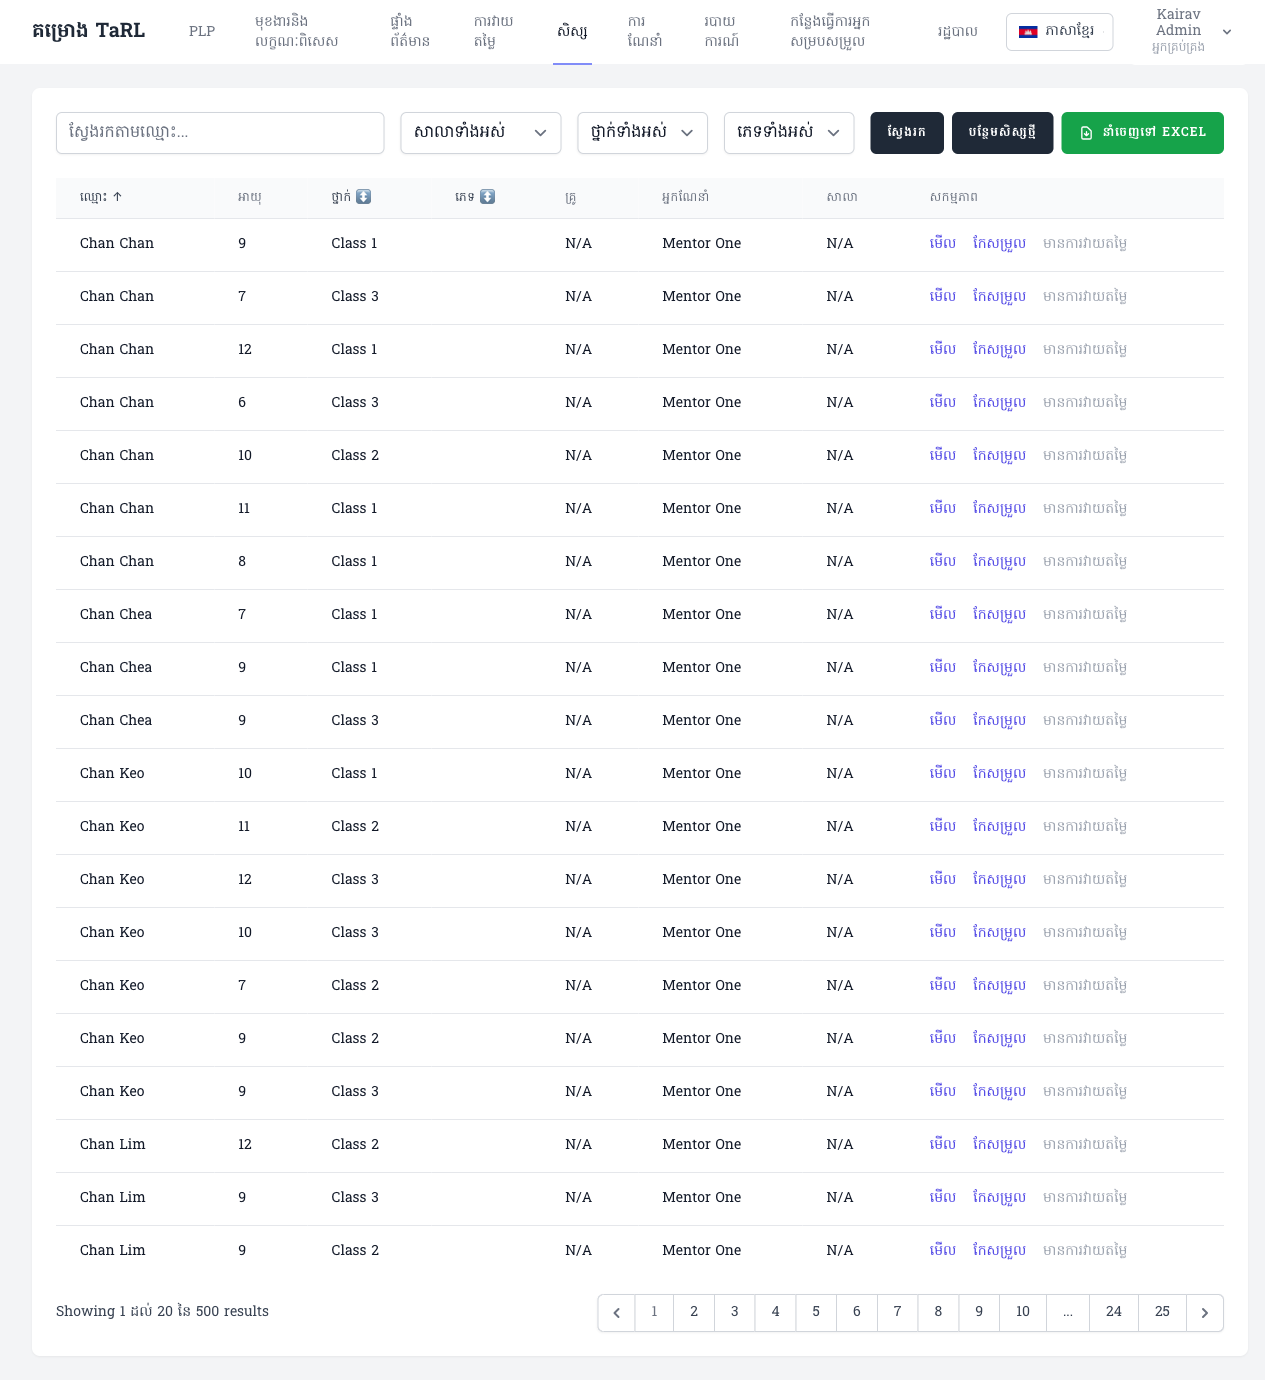 គម្រោង TaRL
PLP
មុខងារនិង
លក្ខណៈពិសេស
ផ្ទាំង
ព័ត៌មាន
ការវាយ
តម្លៃ
សិស្ស
ការ
ណែនាំ
របាយ
ការណ៍
កន្លែងធ្វើការអ្នក
សម្របសម្រួល
រដ្ឋបាល
ភាសាខ្មែរ
Kairav
Admin
អ្នកគ្រប់គ្រង
ស្វែងរកតាមឈ្មោះ...
សាលាទាំងអស់
ថ្នាក់ទាំងអស់
ភេទទាំងអស់
ស្វែងរក
បន្ថែមសិស្សថ្មី
នាំចេញទៅ EXCEL
ឈ្មោះ ↑ អាយុ ថ្នាក់ ↕ ភេទ ↕ គ្រូ អ្នកណែនាំ សាលា សកម្មភាព
Chan Chan 9 Class 1 N/A Mentor One N/A មើល កែសម្រួល មានការវាយតម្លៃ
Chan Chan 7 Class 3 N/A Mentor One N/A មើល កែសម្រួល មានការវាយតម្លៃ
Chan Chan 12 Class 1 N/A Mentor One N/A មើល កែសម្រួល មានការវាយតម្លៃ
Chan Chan 6 Class 3 N/A Mentor One N/A មើល កែសម្រួល មានការវាយតម្លៃ
Chan Chan 10 Class 2 N/A Mentor One N/A មើល កែសម្រួល មានការវាយតម្លៃ
Chan Chan 11 Class 1 N/A Mentor One N/A មើល កែសម្រួល មានការវាយតម្លៃ
Chan Chan 8 Class 1 N/A Mentor One N/A មើល កែសម្រួល មានការវាយតម្លៃ
Chan Chea 7 Class 1 N/A Mentor One N/A មើល កែសម្រួល មានការវាយតម្លៃ
Chan Chea 9 Class 1 N/A Mentor One N/A មើល កែសម្រួល មានការវាយតម្លៃ
Chan Chea 9 Class 3 N/A Mentor One N/A មើល កែសម្រួល មានការវាយតម្លៃ
Chan Keo 10 Class 1 N/A Mentor One N/A មើល កែសម្រួល មានការវាយតម្លៃ
Chan Keo 11 Class 2 N/A Mentor One N/A មើល កែសម្រួល មានការវាយតម្លៃ
Chan Keo 12 Class 3 N/A Mentor One N/A មើល កែសម្រួល មានការវាយតម្លៃ
Chan Keo 10 Class 3 N/A Mentor One N/A មើល កែសម្រួល មានការវាយតម្លៃ
Chan Keo 7 Class 2 N/A Mentor One N/A មើល កែសម្រួល មានការវាយតម្លៃ
Chan Keo 9 Class 2 N/A Mentor One N/A មើល កែសម្រួល មានការវាយតម្លៃ
Chan Keo 9 Class 3 N/A Mentor One N/A មើល កែសម្រួល មានការវាយតម្លៃ
Chan Lim 12 Class 2 N/A Mentor One N/A មើល កែសម្រួល មានការវាយតម្លៃ
Chan Lim 9 Class 3 N/A Mentor One N/A មើល កែសម្រួល មានការវាយតម្លៃ
Chan Lim 9 Class 2 N/A Mentor One N/A មើល កែសម្រួល មានការវាយតម្លៃ
Showing 1 ដល់ 20 នៃ 500 results
1 2 3 4 5 6 7 8 9 10 ... 24 25